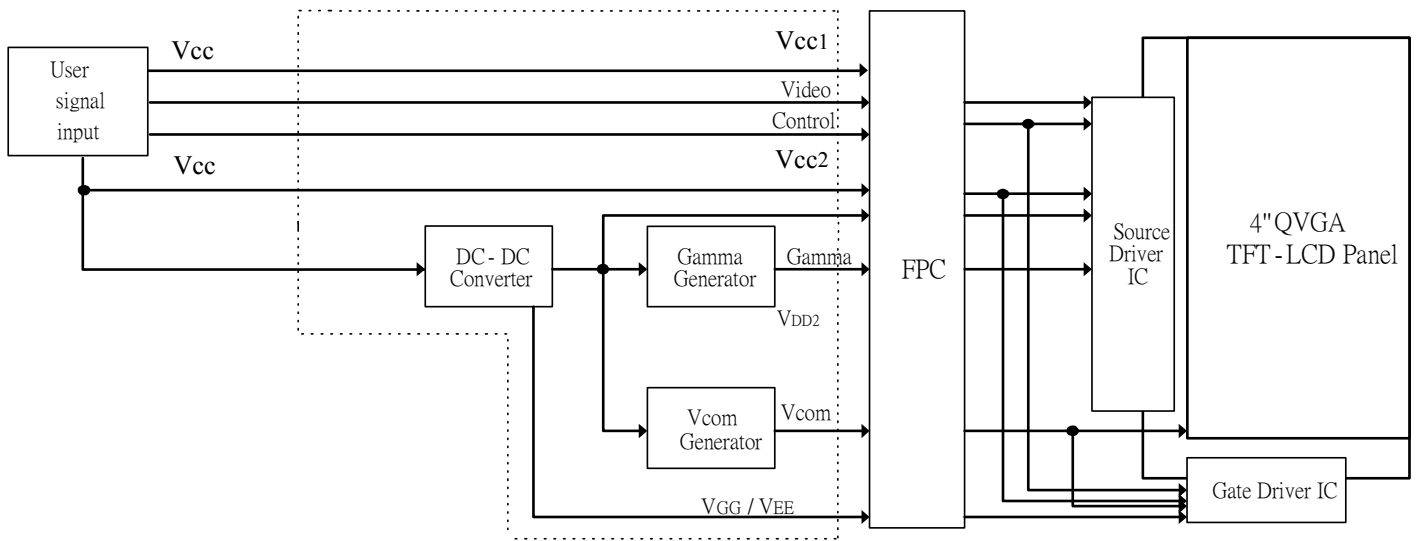 Vcc
Vcc1
User
signal
input
Video
Control
Vcc
Vcc2
DC - DC
Converter
Gamma
Generator
Gamma
VDD2
FPC
Source
Driver
IC
4" QVGA
TFT - LCD Panel
Vcom
Generator
Vcom
VGG / VEE
Gate Driver IC